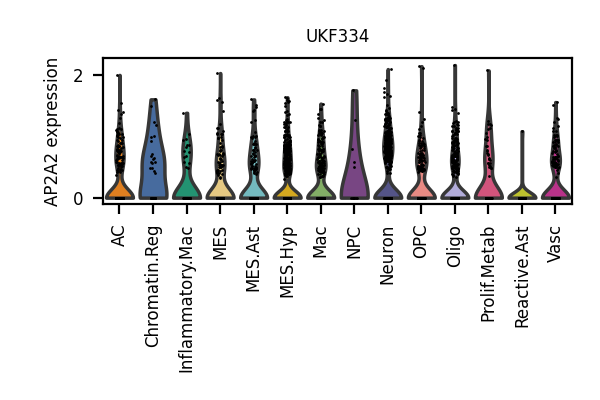 UKF334
AP2A2 expression
2
0
AC
Chromatin.Reg
Inflammatory.Mac
MES
MES.Ast
MES.Hyp
Mac
NPC
Neuron
OPC
Oligo
Prolif.Metab
Reactive.Ast
Vasc